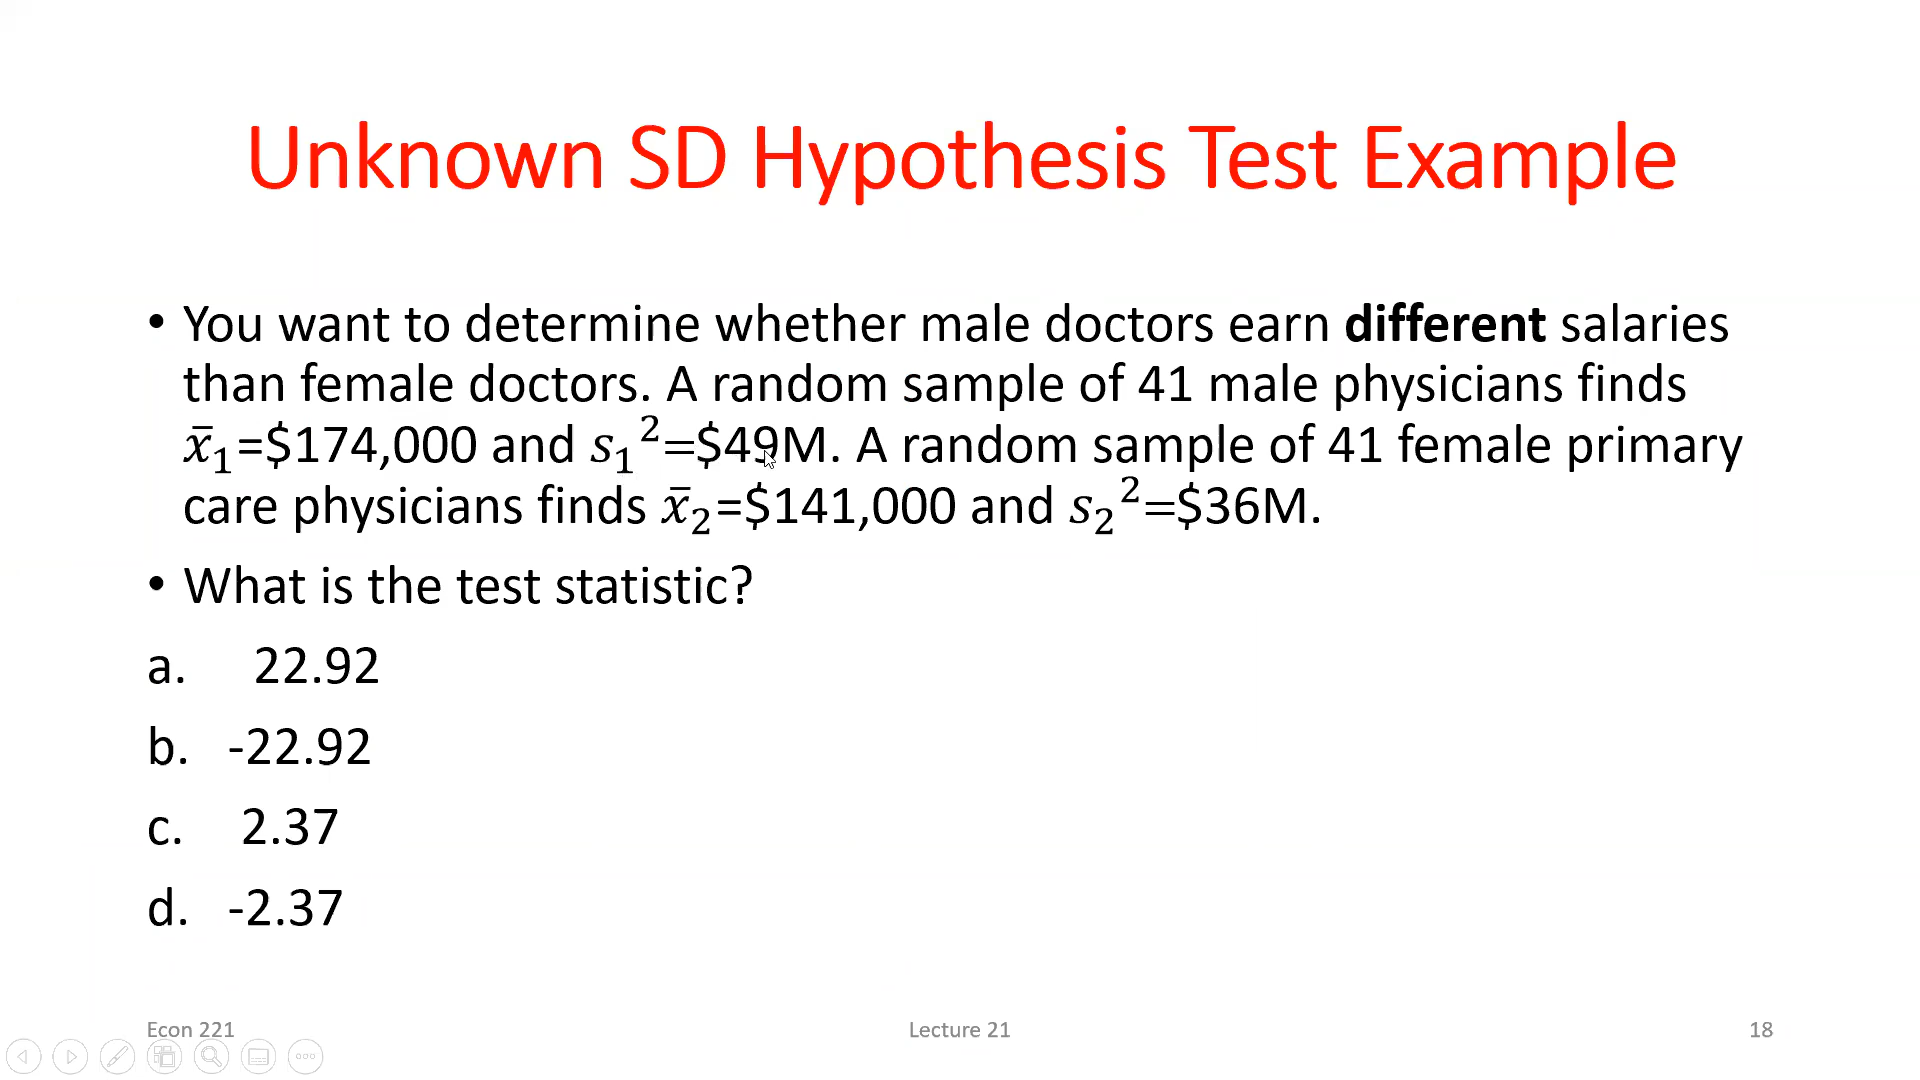 Unknown SD Hypothesis Test Example
• You want to determine whether male doctors earn different salaries
than female doctors. A random sample of 41 male physicians finds
x̄₁=$174,000 and s₁²=$49M. A random sample of 41 female primary
care physicians finds x̄₂=$141,000 and s₂²=$36M.
• What is the test statistic?
a. 22.92
b. -22.92
c. 2.37
d. -2.37
Econ 221 Lecture 21 18